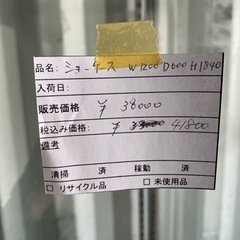 品名: ショーケース W1200 D600 H1840
入荷日:
販売価格 ¥ 38000
税込み価格: ¥ 41800
備考
清掃 済 稼動 済
□ リサイクル品 □ 未使用品